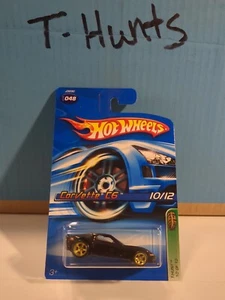 T-Hunts
048
HOT WHEELS
Corvette C6
10/12